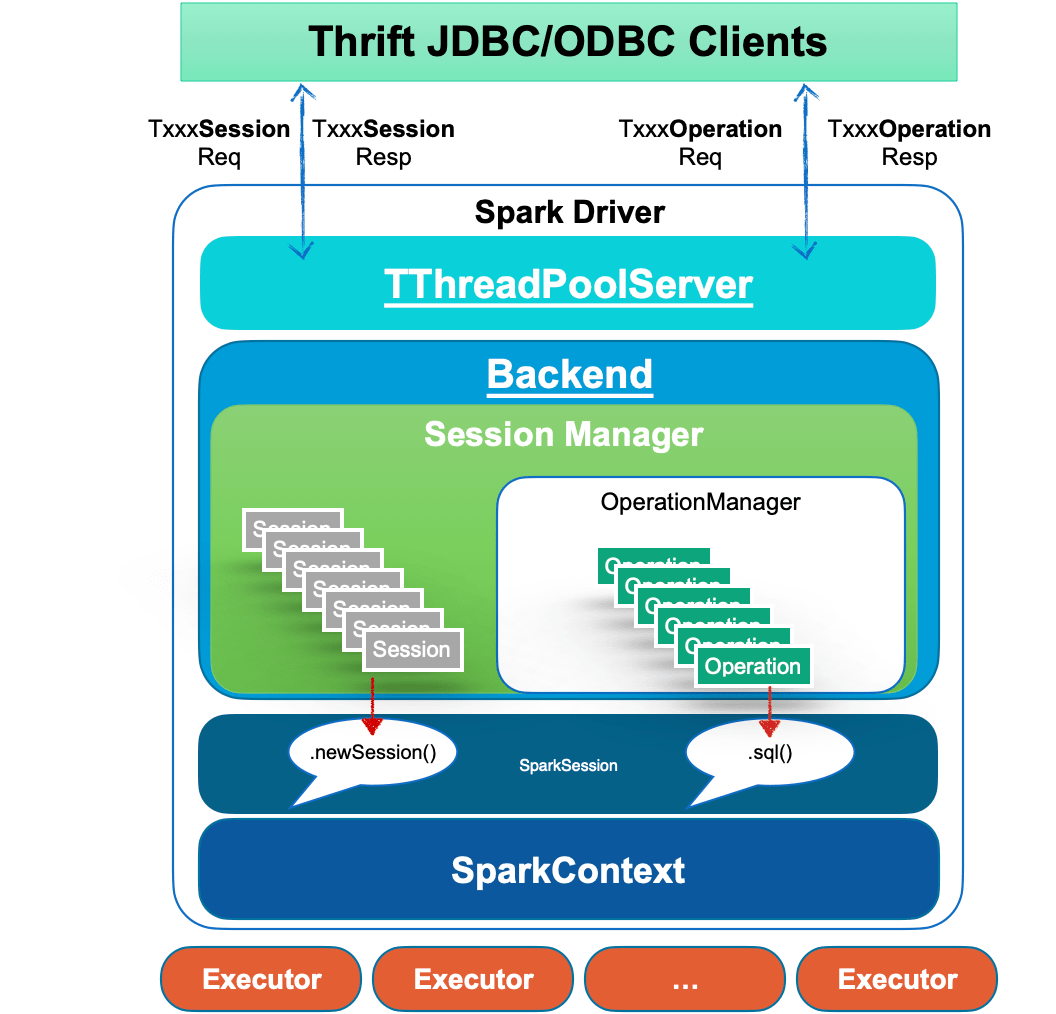 Thrift JDBC/ODBC Clients
TxxxSession
Req
TxxxSession
Resp
TxxxOperation
Req
TxxxOperation
Resp
Spark Driver
TThreadPoolServer
Backend
Session Manager
OperationManager
Session
Session
Session
Session
Session
Session
Session
Operation
Operation
Operation
Operation
Operation
Operation
.newSession()
SparkSession
.sql()
SparkContext
Executor
Executor
...
Executor